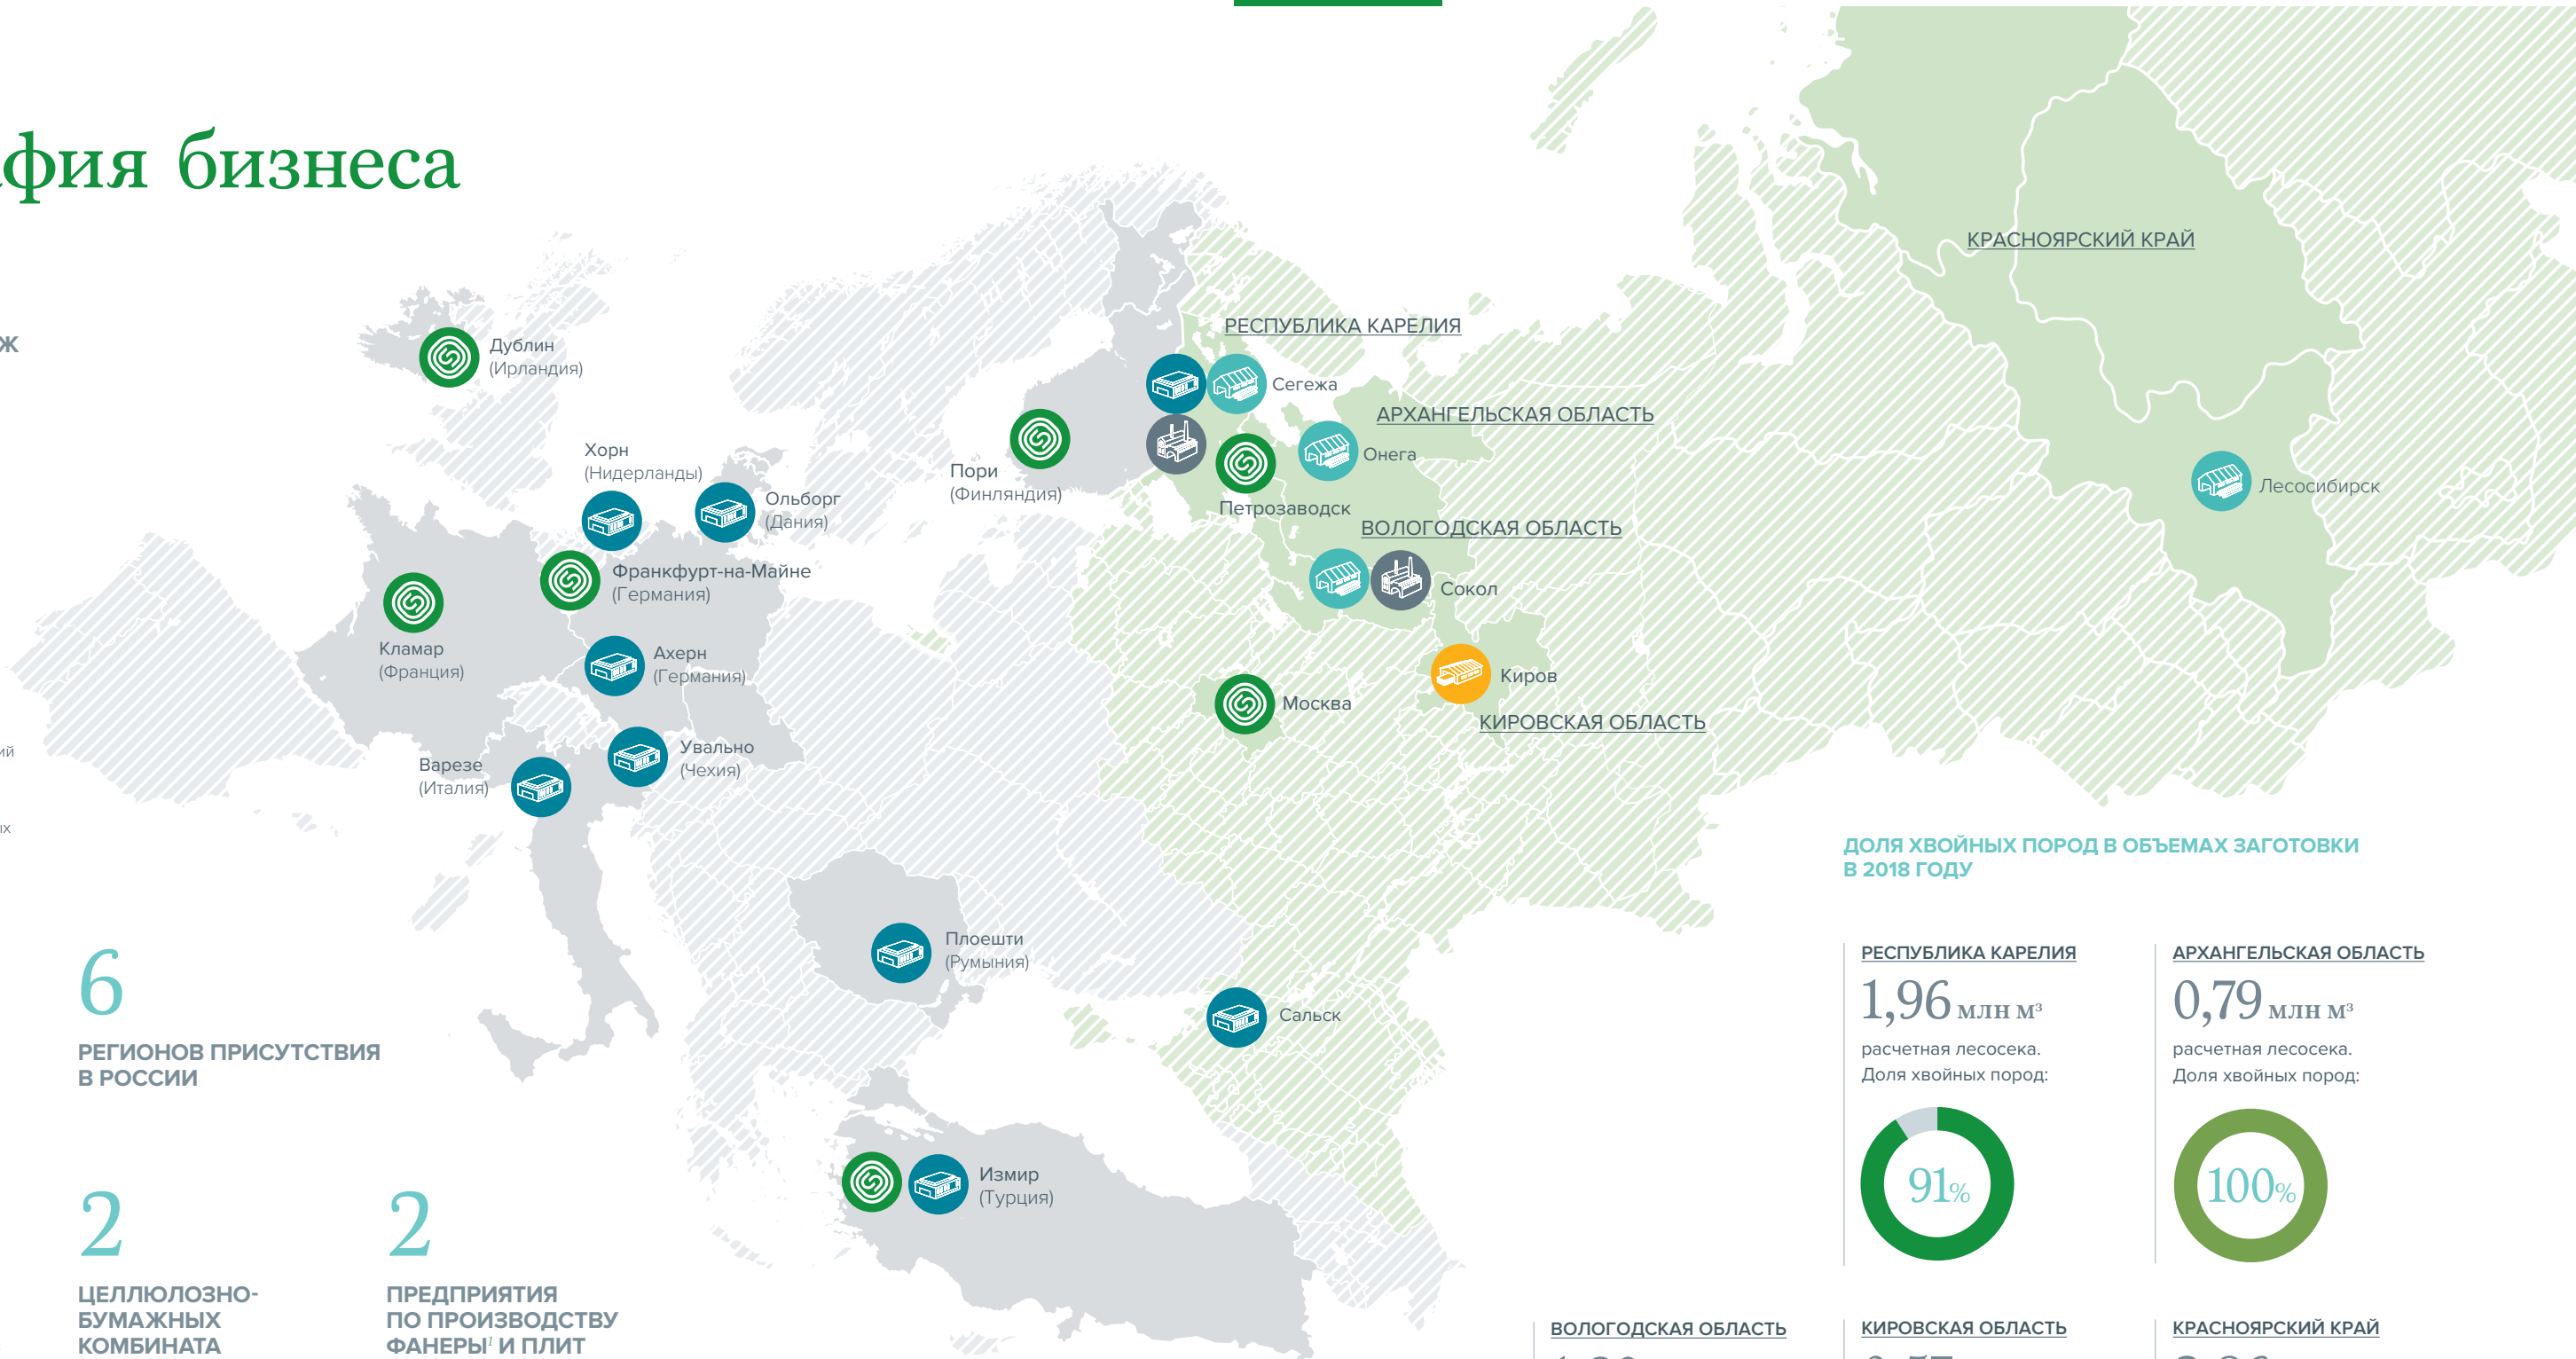 бизнеса
Дублин
(Ирландия)
Хорн
(Нидерланды)
Ольборг
(Дания)
Пори
(Финляндия)
РЕСПУБЛИКА КАРЕЛИЯ
Сегежа
АРХАНГЕЛЬСКАЯ ОБЛАСТЬ
Онега
Петрозаводск
ВОЛОГОДСКАЯ ОБЛАСТЬ
Сокол
КРАСНОЯРСКИЙ КРАЙ
Лесосибирск
Франкфурт-на-Майне
(Германия)
Кламар
(Франция)
Ахерн
(Германия)
Киров
КИРОВСКАЯ ОБЛАСТЬ
Москва
Увально
(Чехия)
Варезе
(Италия)
Плоешти
(Румыния)
Сальск
Измир
(Турция)
6
РЕГИОНОВ ПРИСУТСТВИЯ
В РОССИИ
2
ЦЕЛЛЮЛОЗНО-
БУМАЖНЫХ
КОМБИНАТА
2
ПРЕДПРИЯТИЯ
ПО ПРОИЗВОДСТВУ
ФАНЕРЫ¹ И ПЛИТ
ДОЛЯ ХВОЙНЫХ ПОРОД В ОБЪЕМАХ ЗАГОТОВКИ
В 2018 ГОДУ
РЕСПУБЛИКА КАРЕЛИЯ
1,96 млн м³
расчетная лесосека.
Доля хвойных пород:
91%
АРХАНГЕЛЬСКАЯ ОБЛАСТЬ
0,79 млн м³
расчетная лесосека.
Доля хвойных пород:
100%
ВОЛОГОДСКАЯ ОБЛАСТЬ
КИРОВСКАЯ ОБЛАСТЬ
КРАСНОЯРСКИЙ КРАЙ